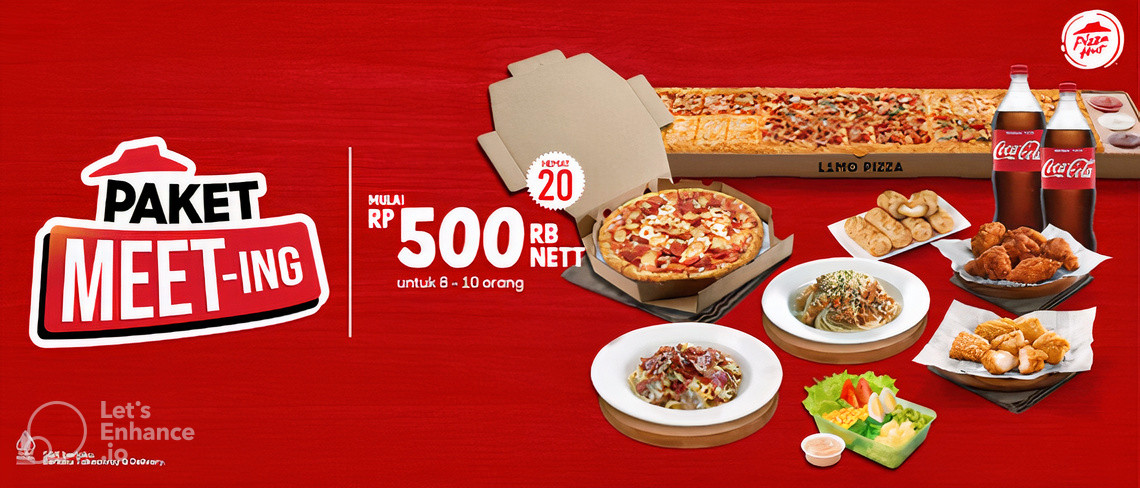 Pizza
Hut
PAKET
MEET-ING
MULAI
RP 500 RB
NETT
untuk 8 - 10 orang
HEMAT
20
LIMO PIZZA
Coca-Cola
Coca-Cola
Let's
Enhance
.io